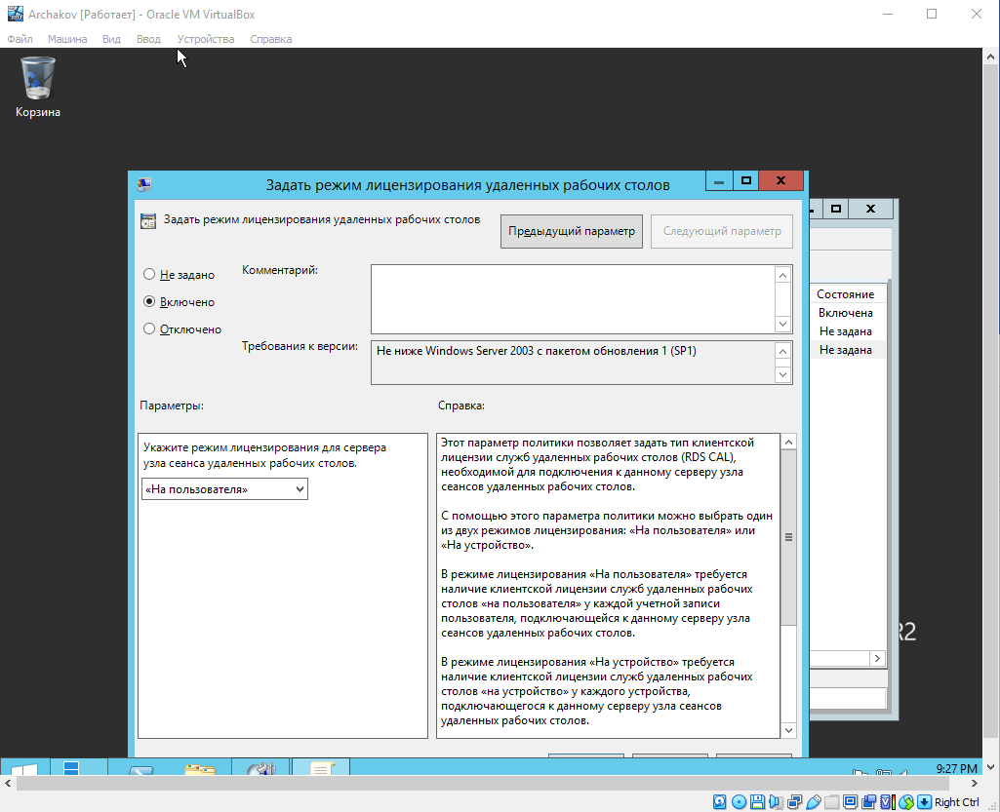 Archakov [Работает] - Oracle VM VirtualBox
Файл Машина Вид Ввод Устройства Справка
Корзина
Задать режим лицензирования удаленных рабочих столов
Задать режим лицензирования удаленных рабочих столов
Предыдущий параметр
Следующий параметр
Не задано
Включено
Отключено
Комментарий:
Требования к версии:
Не ниже Windows Server 2003 с пакетом обновления 1 (SP1)
Состояние
Включена
Не задана
Не задана
Параметры:
Справка:
Укажите режим лицензирования для сервера
узла сеанса удаленных рабочих столов.
«На пользователя»
Этот параметр политики позволяет задать тип клиентской
лицензии служб удаленных рабочих столов (RDS CAL),
необходимой для подключения к данному серверу узла
сеансов удаленных рабочих столов.
С помощью этого параметра политики можно выбрать один
из двух режимов лицензирования: «На пользователя» или
«На устройство».
В режиме лицензирования «На пользователя» требуется
наличие клиентской лицензии служб удаленных рабочих
столов «на пользователя» у каждой учетной записи
пользователя, подключающейся к данному серверу узла
сеансов удаленных рабочих столов.
В режиме лицензирования «На устройство» требуется
наличие клиентской лицензии служб удаленных рабочих
столов «на устройство» у каждого устройства,
подключающегося к данному серверу узла сеансов
удаленных рабочих столов.
R2
9:27 PM
Right Ctrl